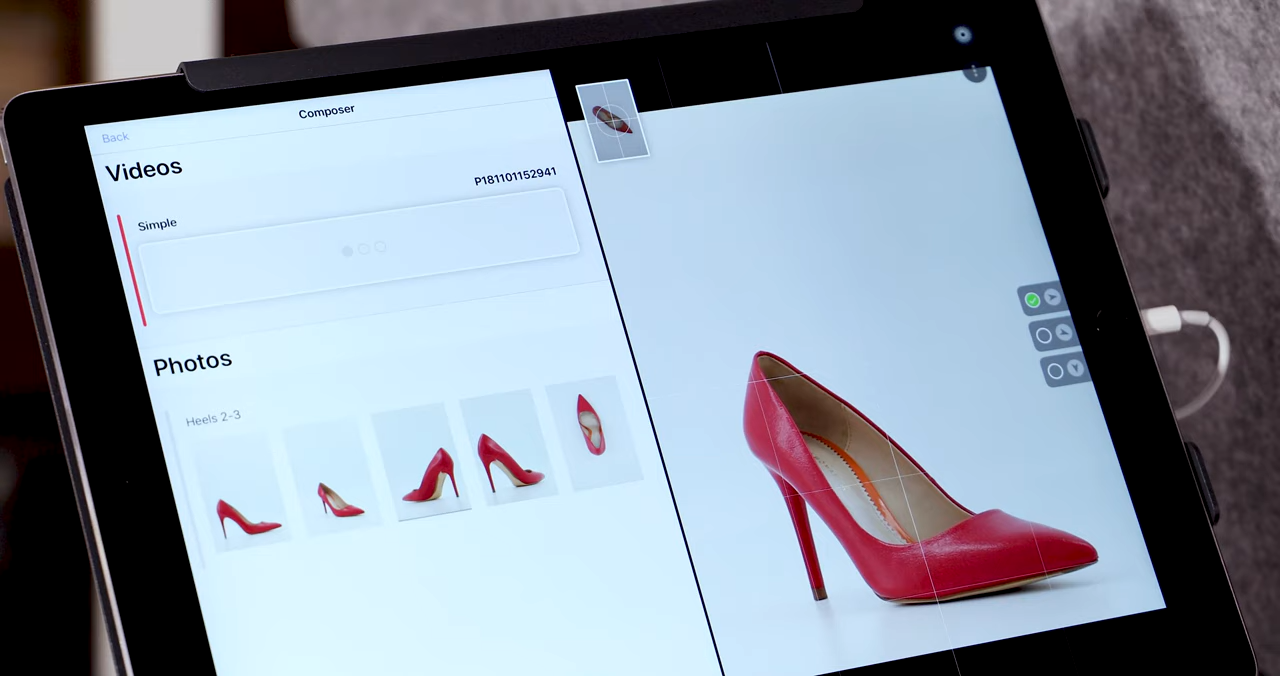 Composer
Back
Videos
P181101152941
Simple
Photos
Heels 2-3